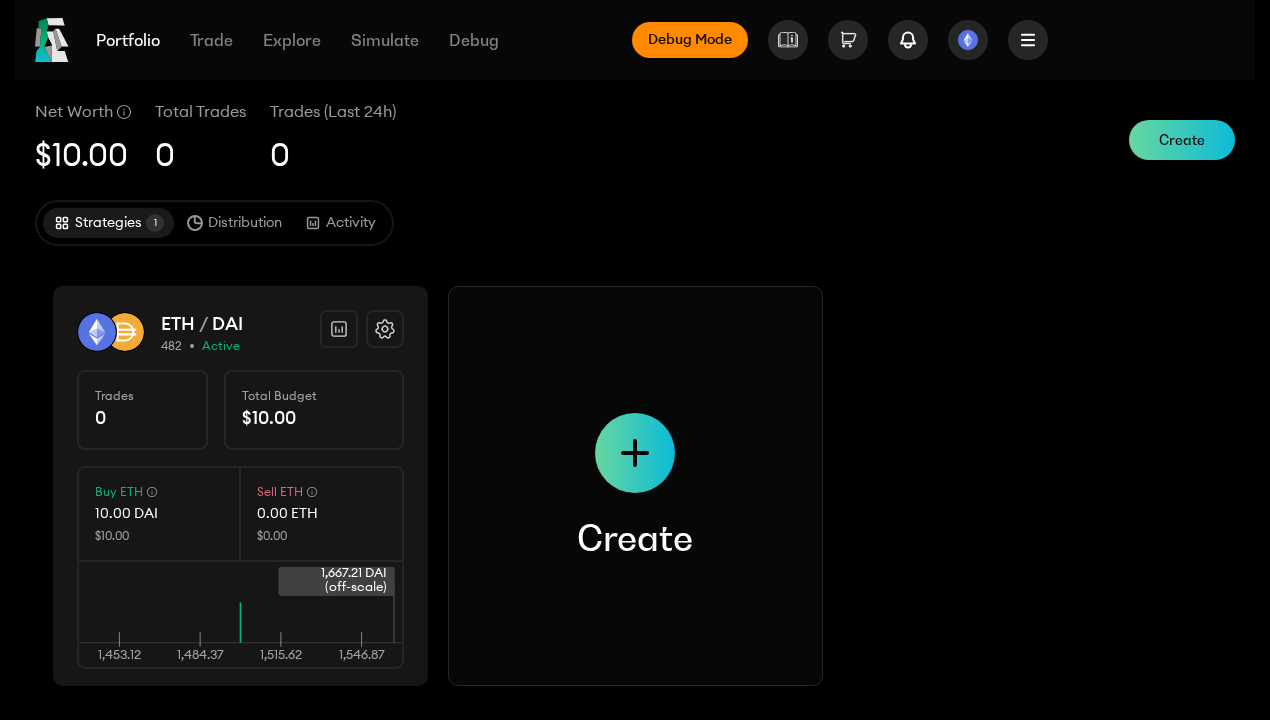 Portfolio
Trade
Explore
Simulate
Debug
Debug Mode
Net Worth
Total Trades
Trades (Last 24h)
$10.00
0
0
Create
Strategies 1
Distribution
Activity
ETH / DAI
482 • Active
Trades
0
Total Budget
$10.00
Buy ETH
10.00 DAI
$10.00
Sell ETH
0.00 ETH
$0.00
1,667.21 DAI
(off-scale)
1,453.12
1,484.37
1,515.62
1,546.87
Create